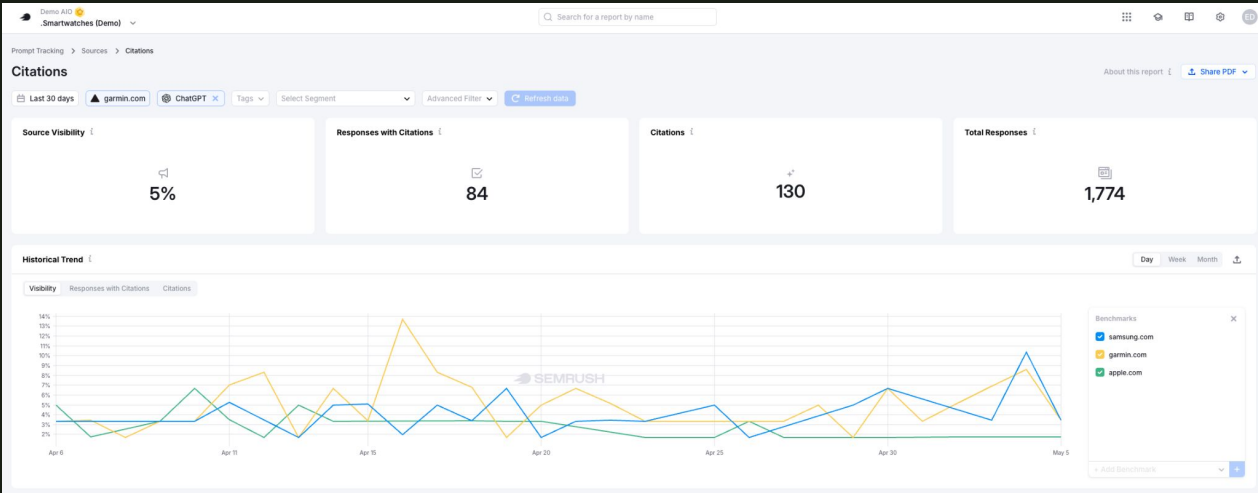 Demo AIO 🌞
.Smartwatches (Demo)
Search for a report by name
ED
Prompt Tracking > Sources > Citations
Citations
About this report i
Share PDF
Last 30 days
garmin.com
ChatGPT ×
Tags
Select Segment
Advanced Filter
Refresh data
Source Visibility i
5%
Responses with Citations i
84
Citations i
130
Total Responses i
1,774
Historical Trend i
Day Week Month
Visibility Responses with Citations Citations
14%
13%
12%
11%
10%
9%
8%
7%
6%
5%
4%
3%
2%
SEMRUSH
Apr 6 Apr 11 Apr 15 Apr 20 Apr 25 Apr 30 May 5
Benchmarks ×
samsung.com
garmin.com
apple.com
+ Add benchmark
+